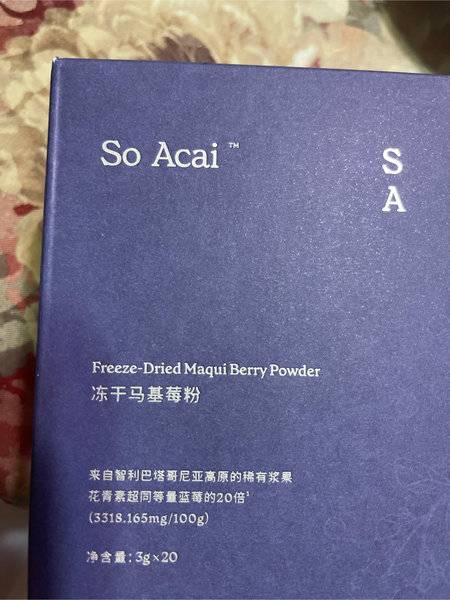 So Acai™
S
A
Freeze-Dried Maqui Berry Powder
冻干马基莓粉
来自智利巴塔哥尼亚高原的稀有浆果
花青素超同等量蓝莓的20倍¹
(3318.165mg/100g)
净含量：3g×20